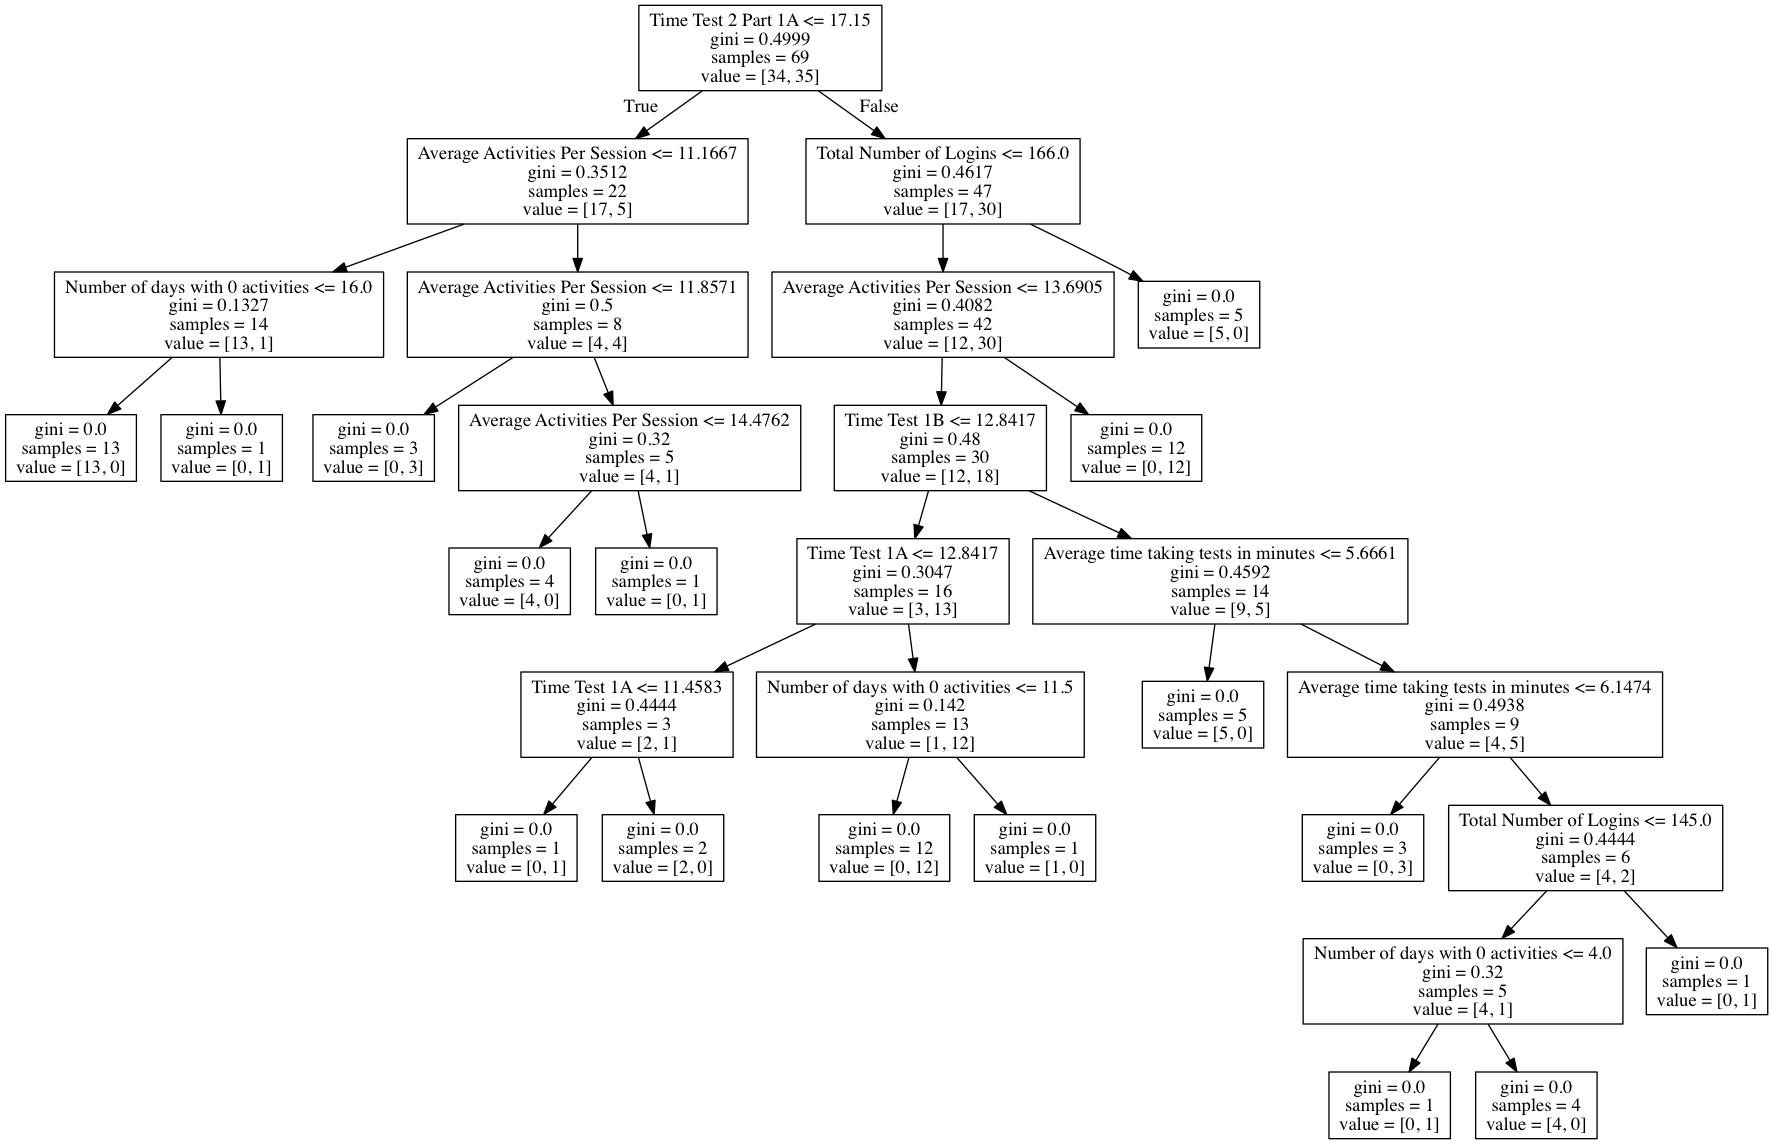 Time Test 2 Part 1A <= 17.15
gini = 0.4999
samples = 69
value = [34, 35]
True
False
Average Activities Per Session <= 11.1667
gini = 0.3512
samples = 22
value = [17, 5]
Total Number of Logins <= 166.0
gini = 0.4617
samples = 47
value = [17, 30]
Number of days with 0 activities <= 16.0
gini = 0.1327
samples = 14
value = [13, 1]
Average Activities Per Session <= 11.8571
gini = 0.5
samples = 8
value = [4, 4]
Average Activities Per Session <= 13.6905
gini = 0.4082
samples = 42
value = [12, 30]
gini = 0.0
samples = 5
value = [5, 0]
gini = 0.0
samples = 13
value = [13, 0]
gini = 0.0
samples = 1
value = [0, 1]
gini = 0.0
samples = 3
value = [0, 3]
Average Activities Per Session <= 14.4762
gini = 0.32
samples = 5
value = [4, 1]
Time Test 1B <= 12.8417
gini = 0.48
samples = 30
value = [12, 18]
gini = 0.0
samples = 12
value = [0, 12]
gini = 0.0
samples = 4
value = [4, 0]
gini = 0.0
samples = 1
value = [0, 1]
Time Test 1A <= 12.8417
gini = 0.3047
samples = 16
value = [3, 13]
Average time taking tests in minutes <= 5.6661
gini = 0.4592
samples = 14
value = [9, 5]
Time Test 1A <= 11.4583
gini = 0.4444
samples = 3
value = [2, 1]
Number of days with 0 activities <= 11.5
gini = 0.142
samples = 13
value = [1, 12]
gini = 0.0
samples = 5
value = [5, 0]
Average time taking tests in minutes <= 6.1474
gini = 0.4938
samples = 9
value = [4, 5]
gini = 0.0
samples = 1
value = [0, 1]
gini = 0.0
samples = 2
value = [2, 0]
gini = 0.0
samples = 12
value = [0, 12]
gini = 0.0
samples = 1
value = [1, 0]
gini = 0.0
samples = 3
value = [0, 3]
Total Number of Logins <= 145.0
gini = 0.4444
samples = 6
value = [4, 2]
Number of days with 0 activities <= 4.0
gini = 0.32
samples = 5
value = [4, 1]
gini = 0.0
samples = 1
value = [0, 1]
gini = 0.0
samples = 1
value = [0, 1]
gini = 0.0
samples = 4
value = [4, 0]